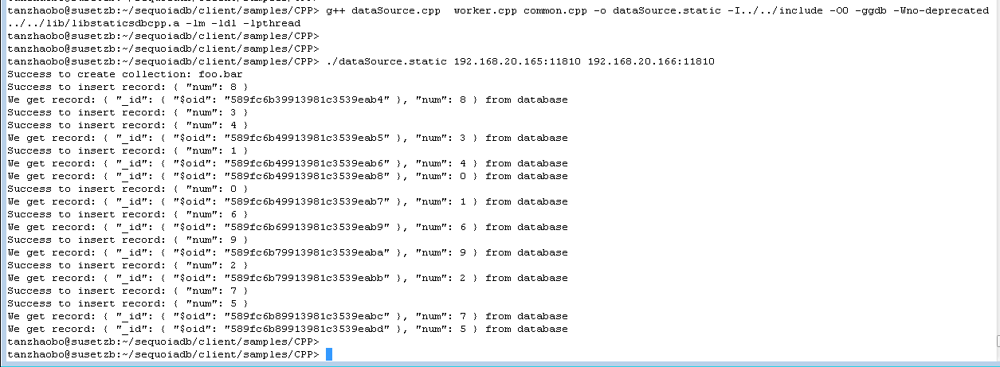 tanzhaobo@susetzb:~/sequoiadb/client/samples/CPP> g++ dataSource.cpp  worker.cpp common.cpp -o dataSource.static -I../../include -O0 -ggdb -Wno-deprecated
../../lib/libstaticsdbcpp.a -lm -ldl -lpthread
tanzhaobo@susetzb:~/sequoiadb/client/samples/CPP>
tanzhaobo@susetzb:~/sequoiadb/client/samples/CPP>
tanzhaobo@susetzb:~/sequoiadb/client/samples/CPP> ./dataSource.static 192.168.20.165:11810 192.168.20.166:11810
Success to create collection: foo.bar
Success to insert record: { "num": 8 }
We get record: { "_id": { "$oid": "589fc6b39913981c3539eab4" }, "num": 8 } from database
Success to insert record: { "num": 3 }
Success to insert record: { "num": 4 }
We get record: { "_id": { "$oid": "589fc6b49913981c3539eab5" }, "num": 3 } from database
Success to insert record: { "num": 1 }
We get record: { "_id": { "$oid": "589fc6b49913981c3539eab6" }, "num": 4 } from database
We get record: { "_id": { "$oid": "589fc6b49913981c3539eab8" }, "num": 0 } from database
Success to insert record: { "num": 0 }
We get record: { "_id": { "$oid": "589fc6b49913981c3539eab7" }, "num": 1 } from database
Success to insert record: { "num": 6 }
We get record: { "_id": { "$oid": "589fc6b69913981c3539eab9" }, "num": 6 } from database
Success to insert record: { "num": 9 }
We get record: { "_id": { "$oid": "589fc6b79913981c3539eaba" }, "num": 9 } from database
Success to insert record: { "num": 2 }
We get record: { "_id": { "$oid": "589fc6b79913981c3539eabb" }, "num": 2 } from database
Success to insert record: { "num": 7 }
Success to insert record: { "num": 5 }
We get record: { "_id": { "$oid": "589fc6b89913981c3539eabc" }, "num": 7 } from database
We get record: { "_id": { "$oid": "589fc6b89913981c3539eabd" }, "num": 5 } from database
tanzhaobo@susetzb:~/sequoiadb/client/samples/CPP>
tanzhaobo@susetzb:~/sequoiadb/client/samples/CPP>